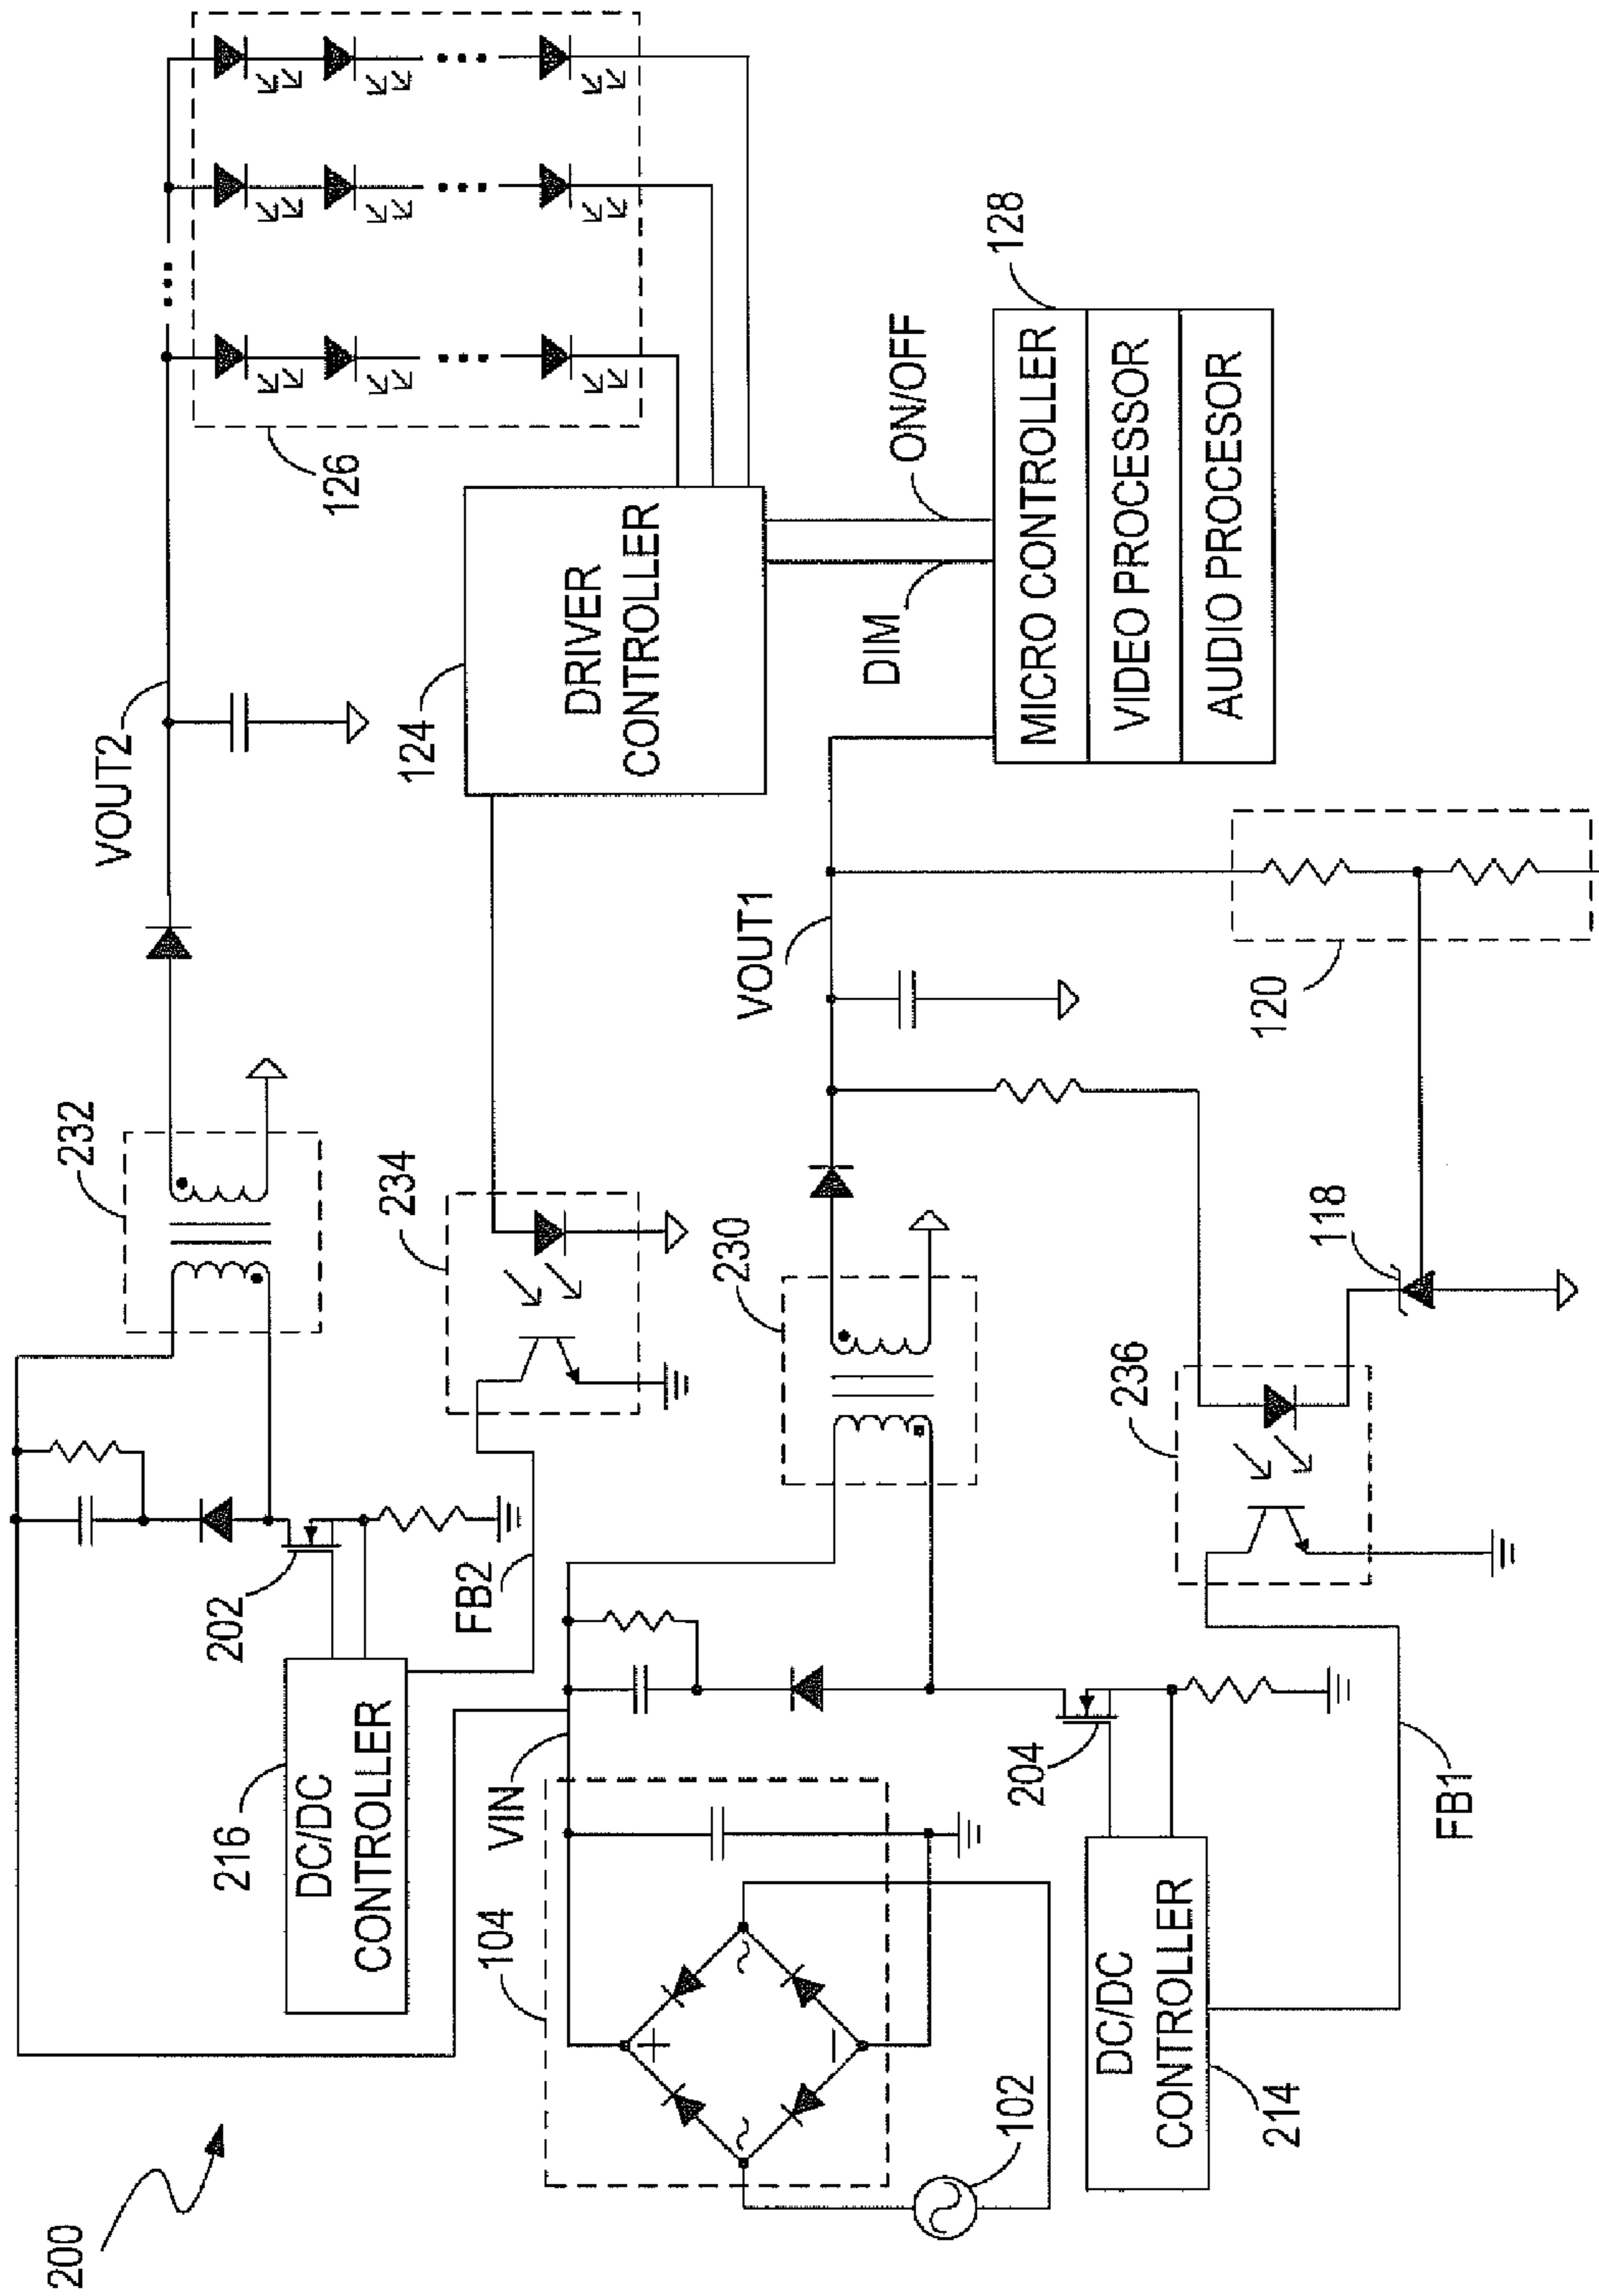 200
232
VOUT2
126
216
DC/DC
CONTROLLER
202
234
FB2
124
DRIVER
CONTROLLER
104
VIN
+
−
~
~
102
230
VOUT1
DIM
ON/OFF
128
MICRO CONTROLLER
VIDEO PROCESSOR
AUDIO PROCESSOR
DC/DC
CONTROLLER
214
204
236
118
120
FB1